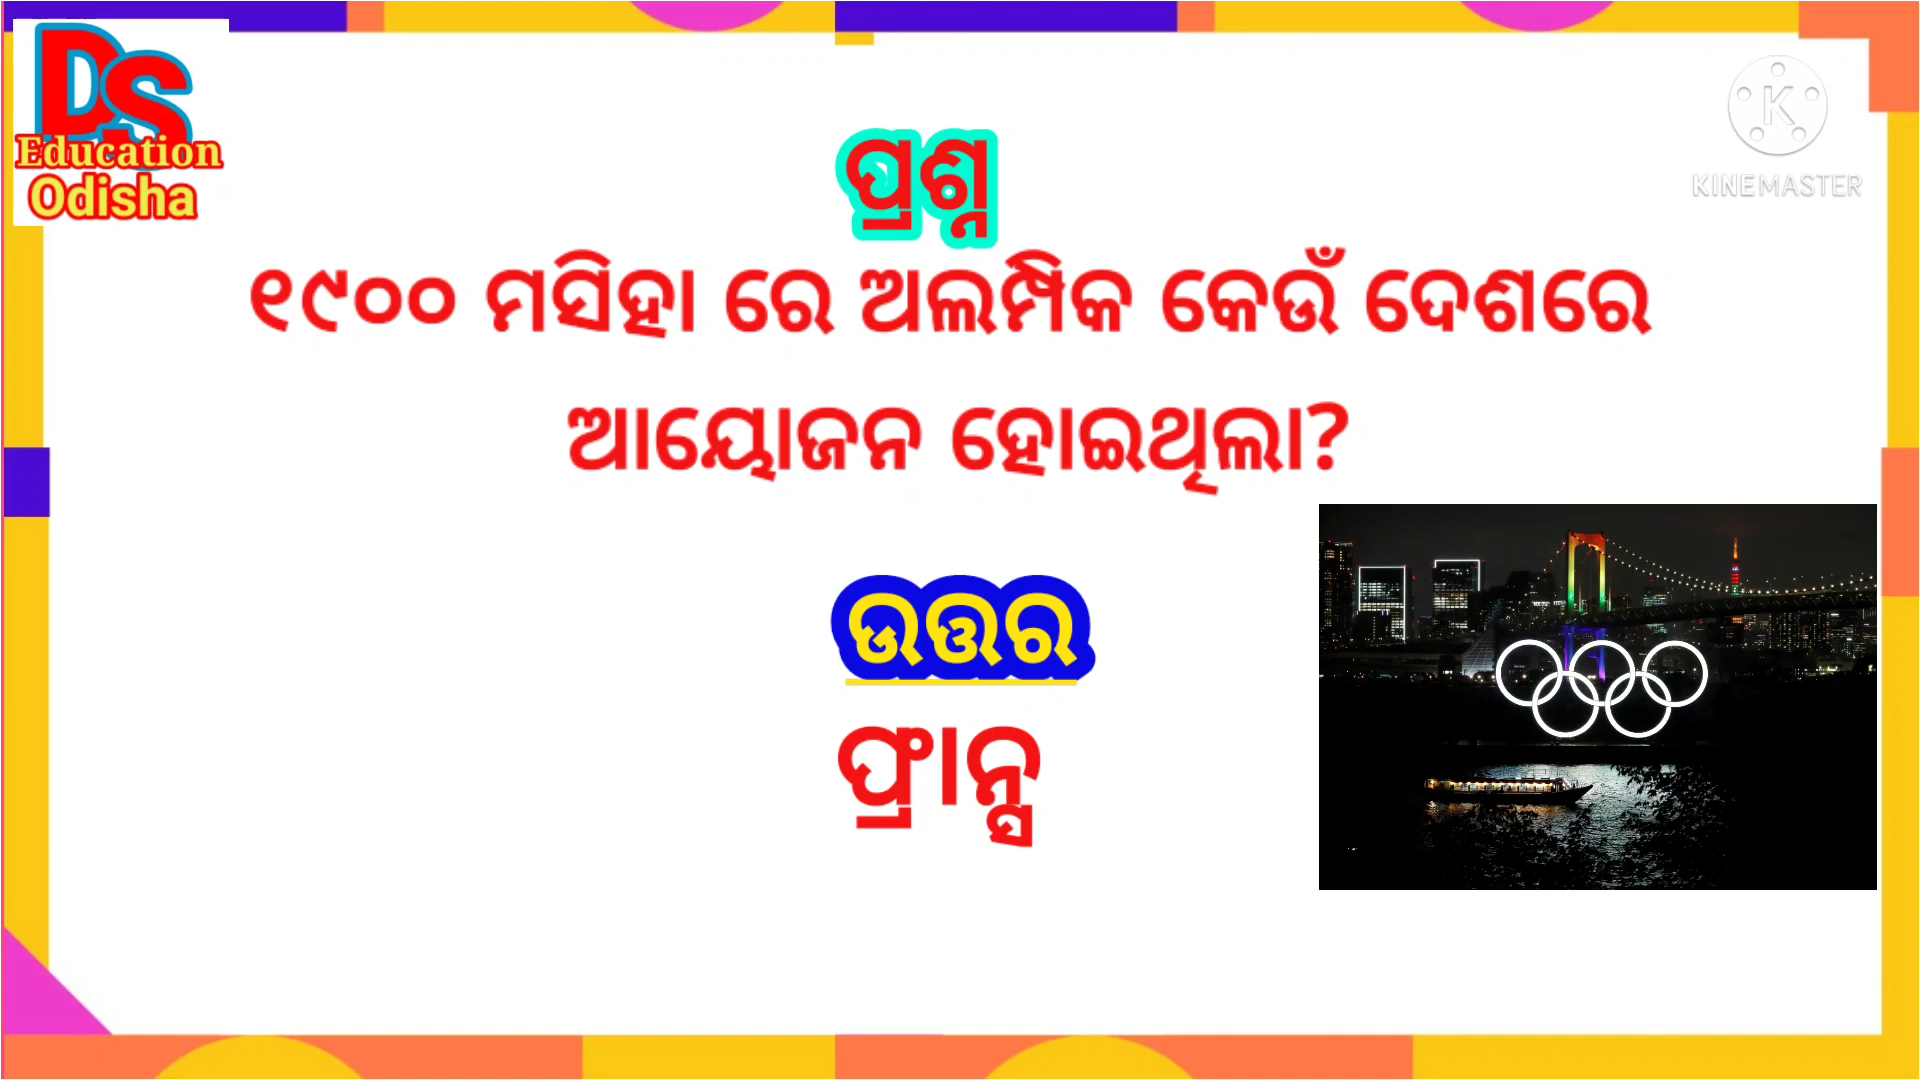 DS
Education
Odisha
K
KINEMASTER
ପ୍ରଶ୍ନ
୧୯୦୦ ମସିହା ରେ ଅଲମ୍ପିକ କେଉଁ ଦେଶରେ
ଆୟୋଜନ ହୋଇଥିଲା?
ଉତ୍ତର
ଫ୍ରାନ୍ସ